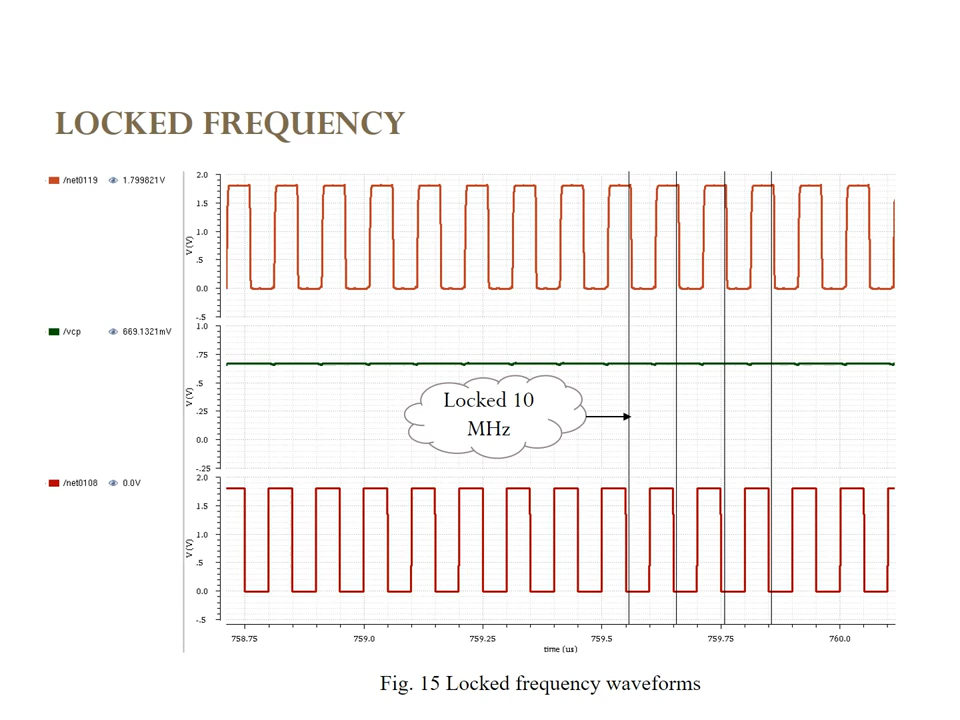 LOCKED FREQUENCY
/net0119 1.799821V
2.0
1.5
1.0
.5
0.0
-.5
V (V)
/vcp 669.1321mV
1.0
.75
.5
.25
0.0
-.25
V (V)
Locked 10
MHz
/net0108 0.0V
2.0
1.5
1.0
.5
0.0
-.5
V (V)
758.75 759.0 759.25 759.5 759.75 760.0
time (us)
Fig. 15 Locked frequency waveforms